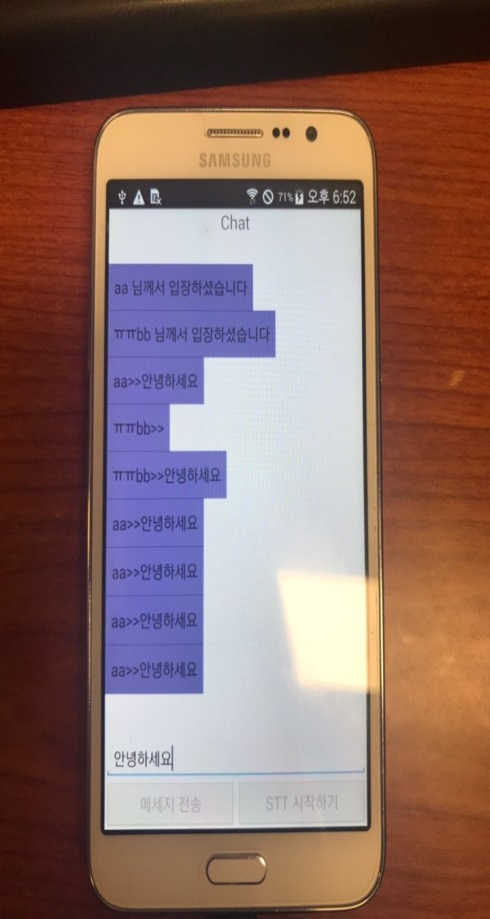 SAMSUNG
71% 오후 6:52
Chat
aa 님께서 입장하셨습니다
ㅠㅠbb 님께서 입장하셨습니다
aa>>안녕하세요
ㅠㅠbb>>
ㅠㅠbb>>안녕하세요
aa>>안녕하세요
aa>>안녕하세요
aa>>안녕하세요
aa>>안녕하세요
안녕하세요
메세지 전송 STT 시작하기